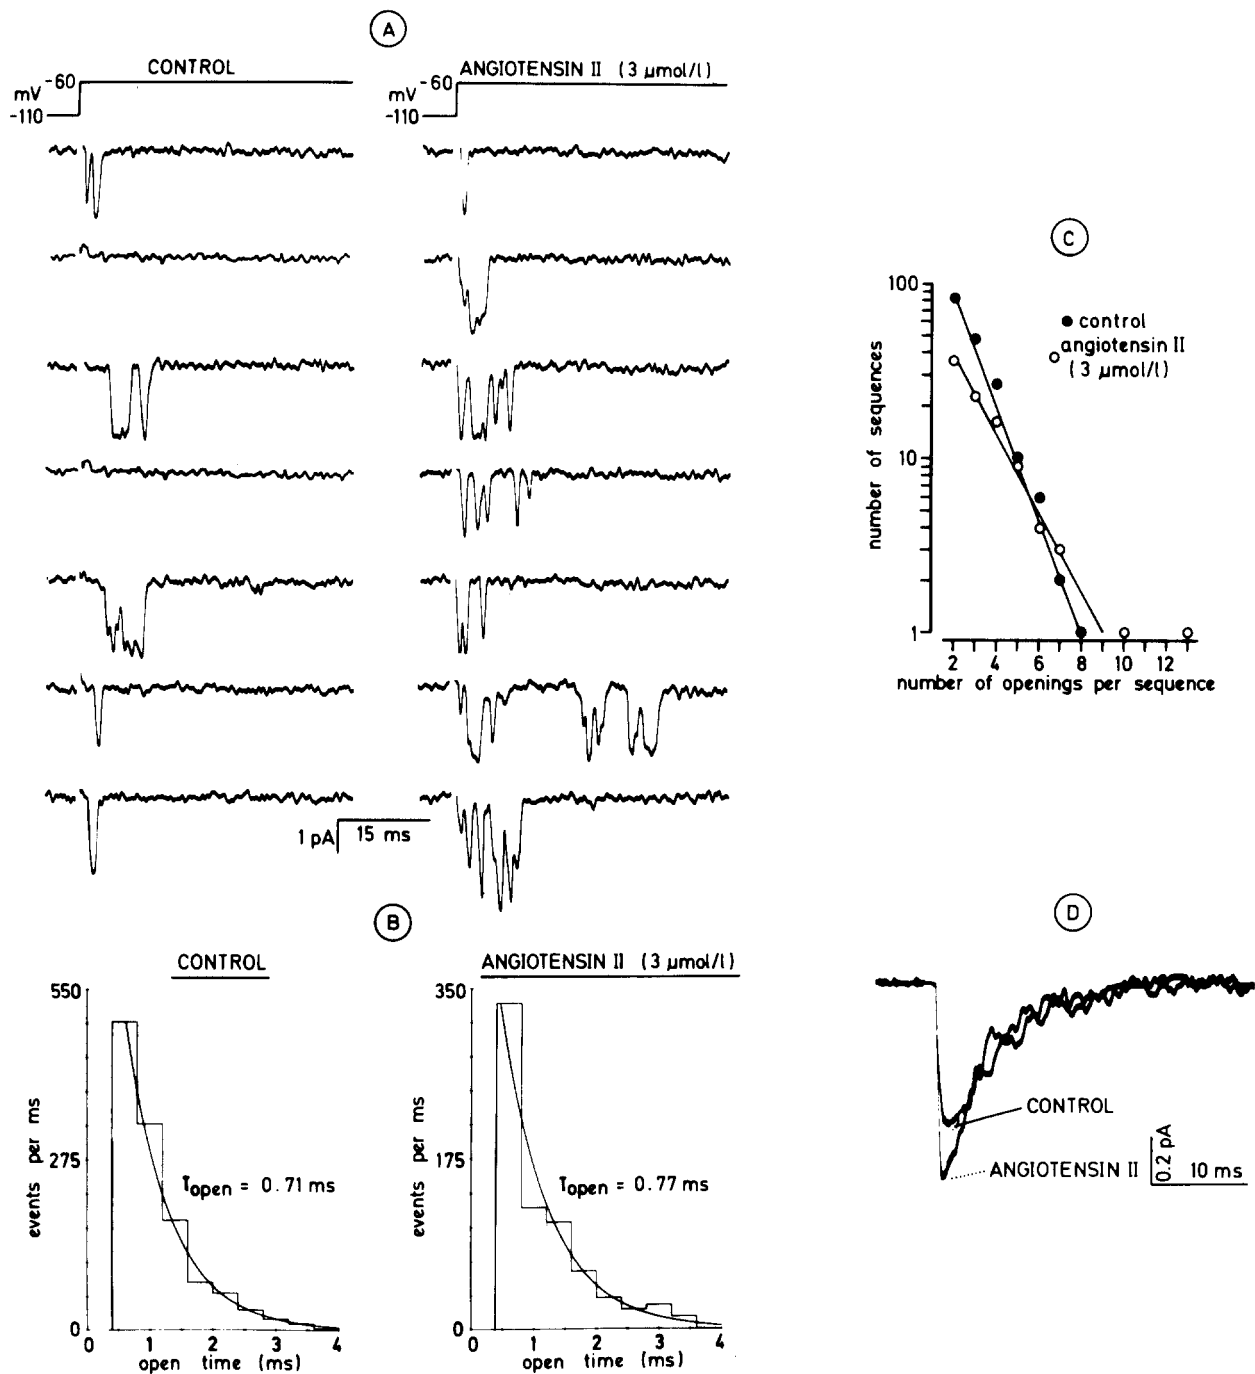 A
CONTROL
ANGIOTENSIN II (3 µmol/l)
mV -60
-110
mV -60
-110
1 pA 15 ms
C
100
10
1
number of sequences
control
angiotensin II
(3 µmol/l)
2 4 6 8 10 12
number of openings per sequence
B
CONTROL
550
275
0
events per ms
τopen = 0.71 ms
0 1 2 3 4
open time (ms)
ANGIOTENSIN II (3 µmol/l)
350
175
0
events per ms
τopen = 0.77 ms
0 1 2 3 4
open time (ms)
D
CONTROL
ANGIOTENSIN II
0.2 pA
10 ms